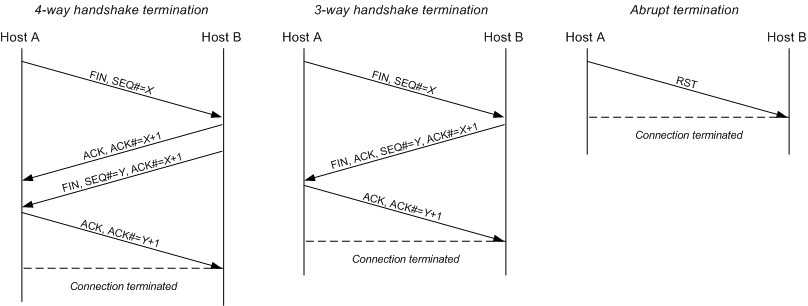 4-way handshake termination
Host A
Host B
FIN, SEQ#=X
ACK, ACK#=X+1
FIN, SEQ#=Y, ACK#=X+1
ACK, ACK#=Y+1
Connection terminated
3-way handshake termination
Host A
Host B
FIN, SEQ#=X
FIN, ACK, SEQ#=Y, ACK#=X+1
ACK, ACK#=Y+1
Connection terminated
Abrupt termination
Host A
Host B
RST
Connection terminated